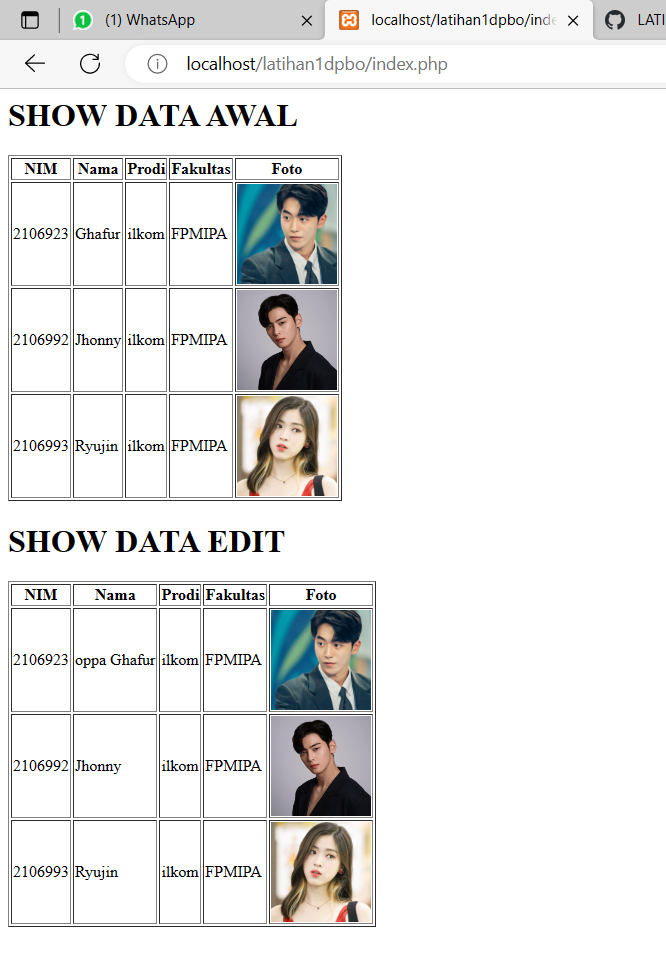 (1) WhatsApp localhost/latihan1dpbo/inde LATI
localhost/latihan1dpbo/index.php
SHOW DATA AWAL
NIM Nama Prodi Fakultas Foto
2106923 Ghafur ilkom FPMIPA
2106992 Jhonny ilkom FPMIPA
2106993 Ryujin ilkom FPMIPA
SHOW DATA EDIT
NIM Nama Prodi Fakultas Foto
2106923 oppa Ghafur ilkom FPMIPA
2106992 Jhonny ilkom FPMIPA
2106993 Ryujin ilkom FPMIPA